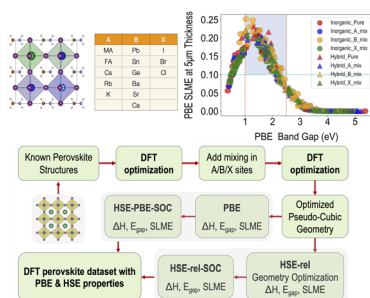 A B X
MA Pb I
FA Sn Br
Cs Ge Cl
Rb Ba
K Sr
Ca
PBE SLME at 5μm Thickness
0.25
0.20
0.15
0.10
0.05
0.00
0 1 2 3 4 5
PBE Band Gap (eV)
Inorganic_Pure
Inorganic_A_mix
Inorganic_B_mix
Inorganic_X_mix
Hybrid_Pure
Hybrid_A_mix
Hybrid_B_mix
Hybrid_X_mix
Known Perovskite
Structures
DFT
optimization
Add mixing in
A/B/X sites
DFT
optimization
HSE-PBE-SOC
ΔH, Egap, SLME
PBE
ΔH, Egap, SLME
Optimized
Pseudo-Cubic
Geometry
DFT perovskite dataset with
PBE & HSE properties
HSE-rel-SOC
ΔH, Egap, SLME
HSE-rel
Geometry Optimization
ΔH, Egap, SLME